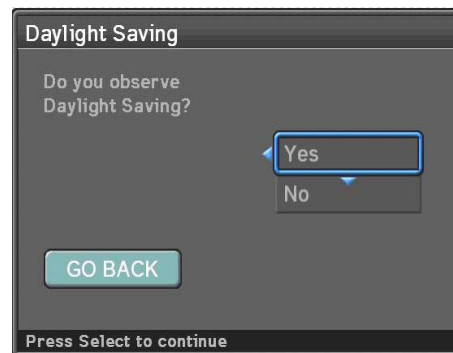 Daylight Saving
Do you observe
Daylight Saving?
Yes
No
GO BACK
Press Select to continue